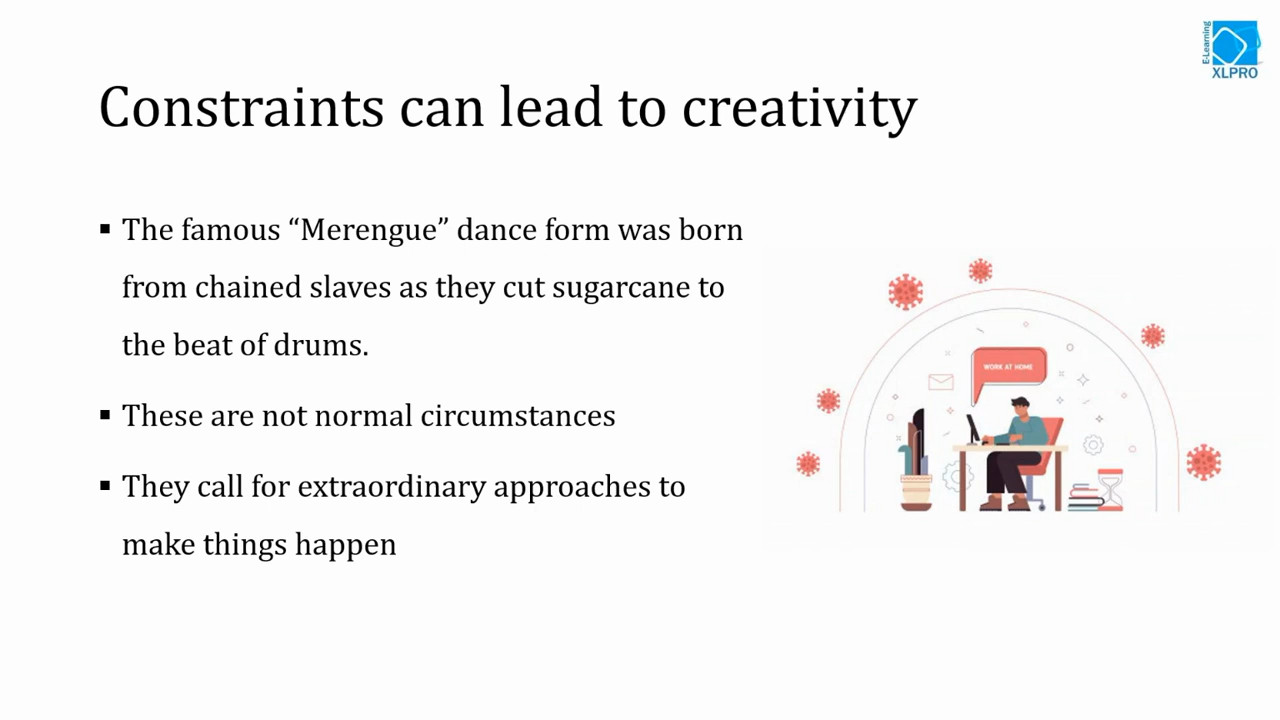 E-Learning
XLPRO
Constraints can lead to creativity
▪ The famous “Merengue” dance form was born
from chained slaves as they cut sugarcane to
the beat of drums.
▪ These are not normal circumstances
▪ They call for extraordinary approaches to
make things happen
WORK AT HOME